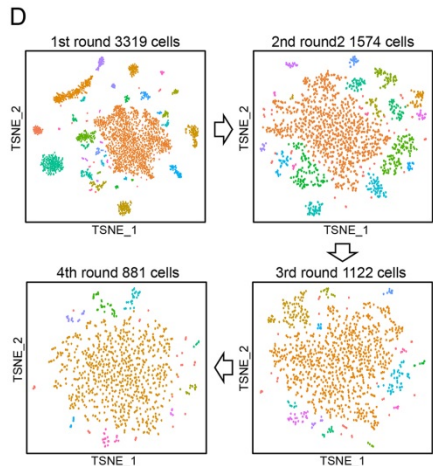 D
1st round 3319 cells
2nd round2 1574 cells
TSNE_2
TSNE_2
TSNE_1
TSNE_1
4th round 881 cells
3rd round 1122 cells
TSNE_2
TSNE_2
TSNE_1
TSNE_1